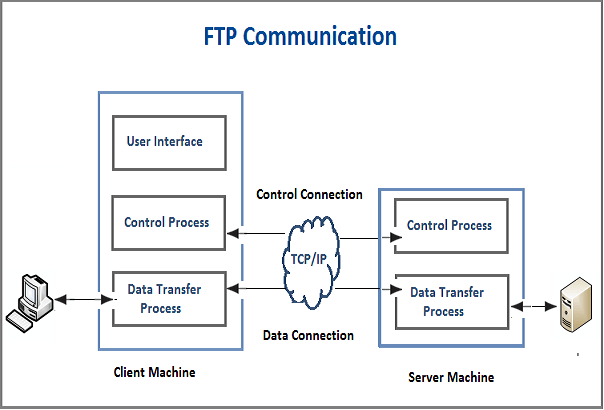 FTP Communication
User Interface
Control Process
Control Connection
Control Process
TCP/IP
Data Transfer
Process
Data Transfer
Process
Data Connection
Client Machine
Server Machine